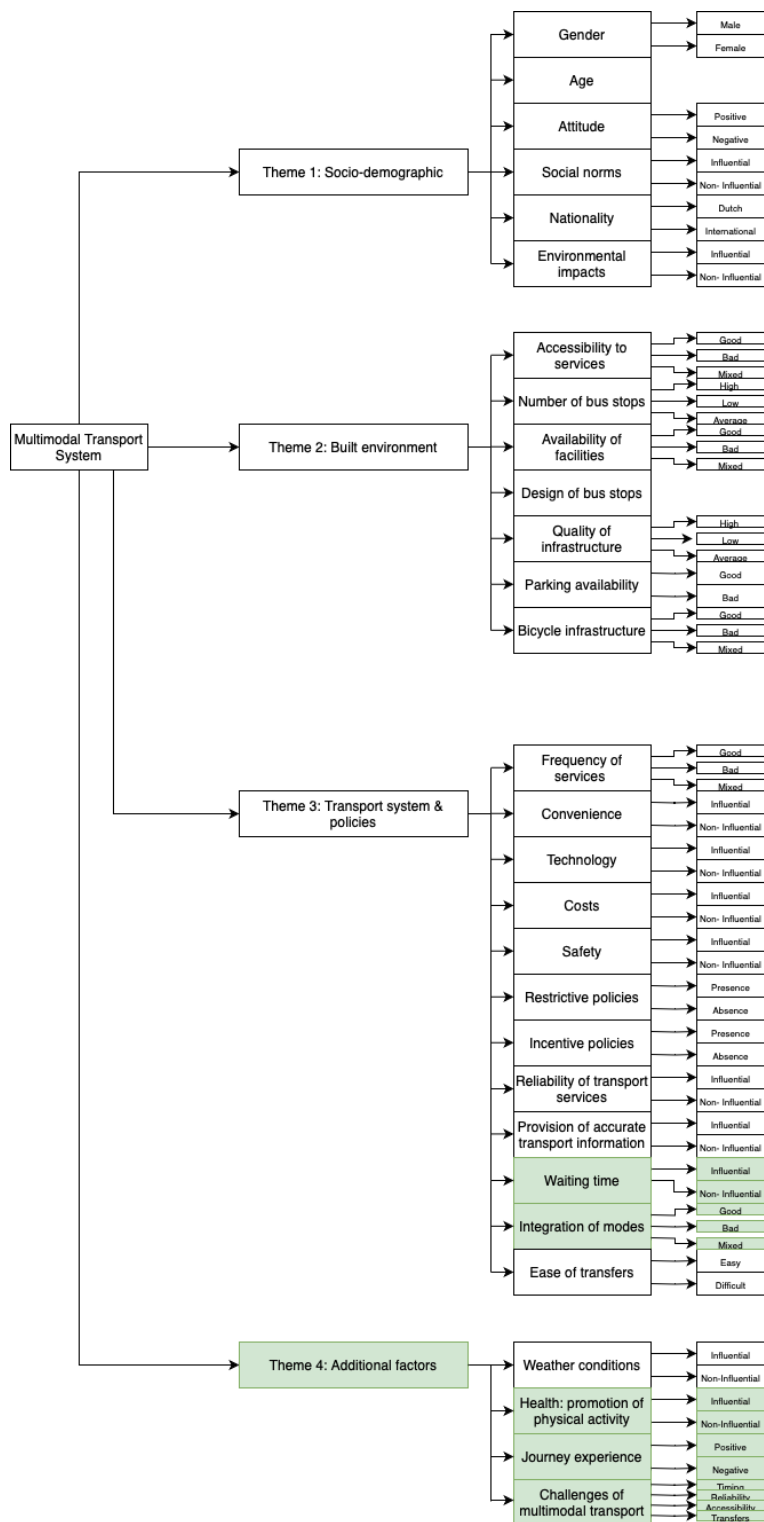 Gender
Male
Female
Age
Attitude
Positive
Negative
Theme 1: Socio-demographic
Social norms
Influential
Non- Influential
Nationality
Dutch
International
Environmental
impacts
Influential
Non- Influential
Multimodal Transport
System
Theme 2: Built environment
Accessibility to
services
Good
Bad
Mixed
Number of bus stops
High
Low
Average
Availability of
facilities
Good
Bad
Mixed
Design of bus stops
Quality of
infrastructure
High
Low
Average
Parking availability
Good
Bad
Bicycle infrastructure
Good
Bad
Mixed
Theme 3: Transport system &
policies
Frequency of
services
Good
Bad
Mixed
Convenience
Influential
Non- Influential
Technology
Influential
Non- Influential
Costs
Influential
Non- Influential
Safety
Influential
Non- Influential
Restrictive policies
Presence
Absence
Incentive policies
Presence
Absence
Reliability of transport
services
Influential
Non- Influential
Provision of accurate
transport information
Influential
Non- Influential
Waiting time
Influential
Non- Influential
Integration of modes
Good
Bad
Mixed
Ease of transfers
Easy
Difficult
Theme 4: Additional factors
Weather conditions
Influential
Non-Influential
Health: promotion of
physical activity
Influential
Non-Influential
Journey experience
Positive
Negative
Challenges of
multimodal transport
Timing
Reliability
Accessibility
Transfers